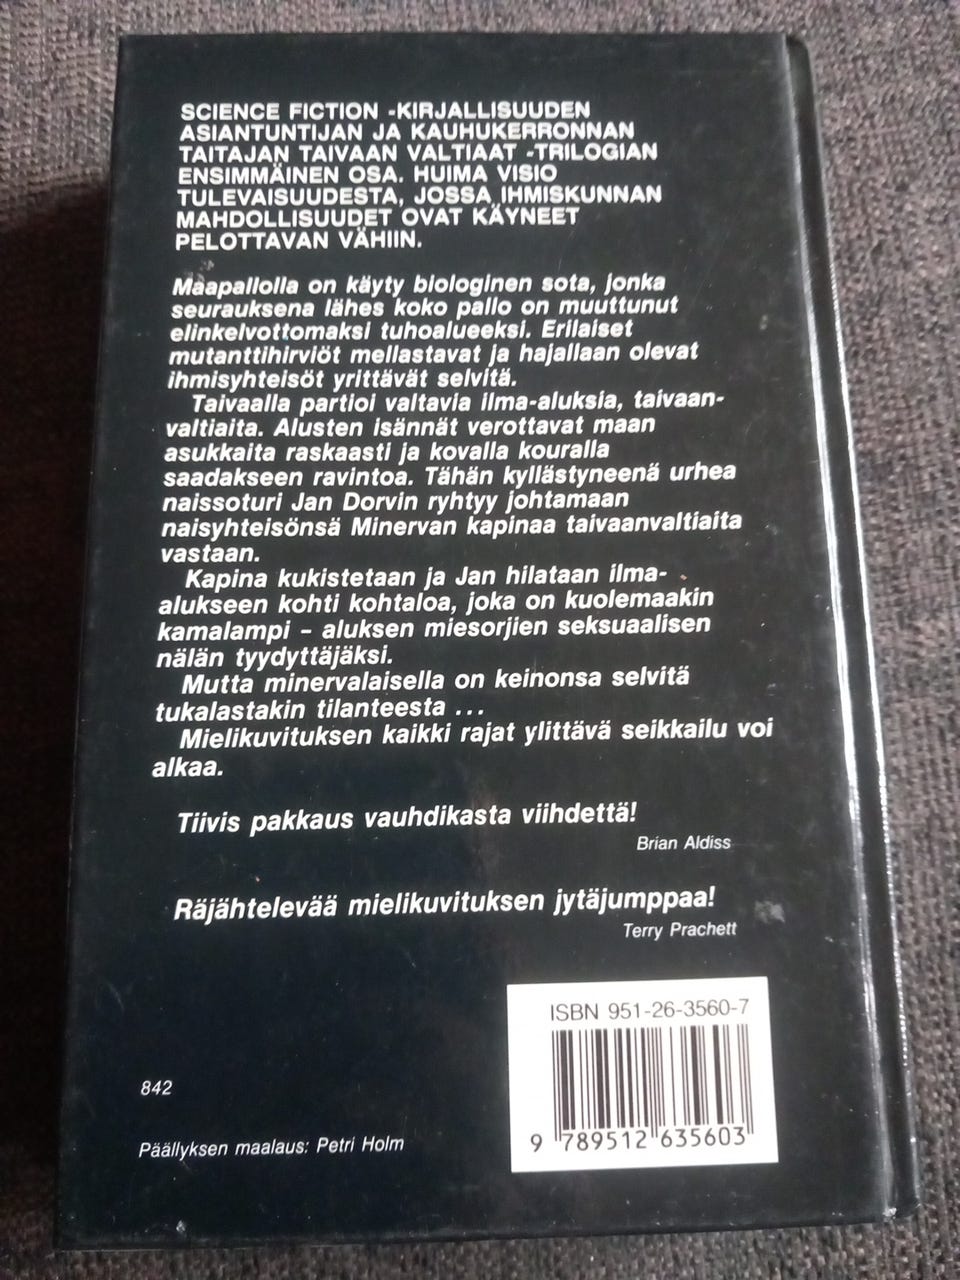 SCIENCE FICTION -KIRJALLISUUDEN
ASIANTUNTIJAN JA KAUHUKERRONNAN
TAITAJAN TAIVAAN VALTIAAT -TRILOGIAN
ENSIMMÄINEN OSA. HUIMA VISIO
TULEVAISUUDESTA, JOSSA IHMISKUNNAN
MAHDOLLISUUDET OVAT KÄYNEET
PELOTTAVAN VÄHIIN.
Maapallolla on käyty biologinen sota, jonka
seurauksena lähes koko pallo on muuttunut
elinkelvottomaksi tuhoalueeksi. Erilaiset
mutanttihirviöt mellastavat ja hajallaan olevat
ihmisyhteisöt yrittävät selvitä.
Taivaalla partioi valtavia ilma-aluksia, taivaan-
valtiaita. Alusten isännät verottavat maan
asukkaita raskaasti ja kovalla kouralla
saadakseen ravintoa. Tähän kyllästyneenä urhea
naissoturi Jan Dorvin ryhtyy johtamaan
naisyhteisönsä Minervan kapinaa taivaanvaltiaita
vastaan.
Kapina kukistetaan ja Jan hilataan ilma-
alukseen kohti kohtaloa, joka on kuolemaakin
kamalampi – aluksen miesorjien seksuaalisen
nälän tyydyttäjäksi.
Mutta minervalaisella on keinonsa selvitä
tukalastakin tilanteesta ...
Mielikuvituksen kaikki rajat ylittävä seikkailu voi
alkaa.
Tiivis pakkaus vauhdikasta viihdettä!
Brian Aldiss
Räjähtelevää mielikuvituksen jytäjumppaa!
Terry Prachett
ISBN 951-26-3560-7
842
9 789512 635603
Päällyksen maalaus: Petri Holm